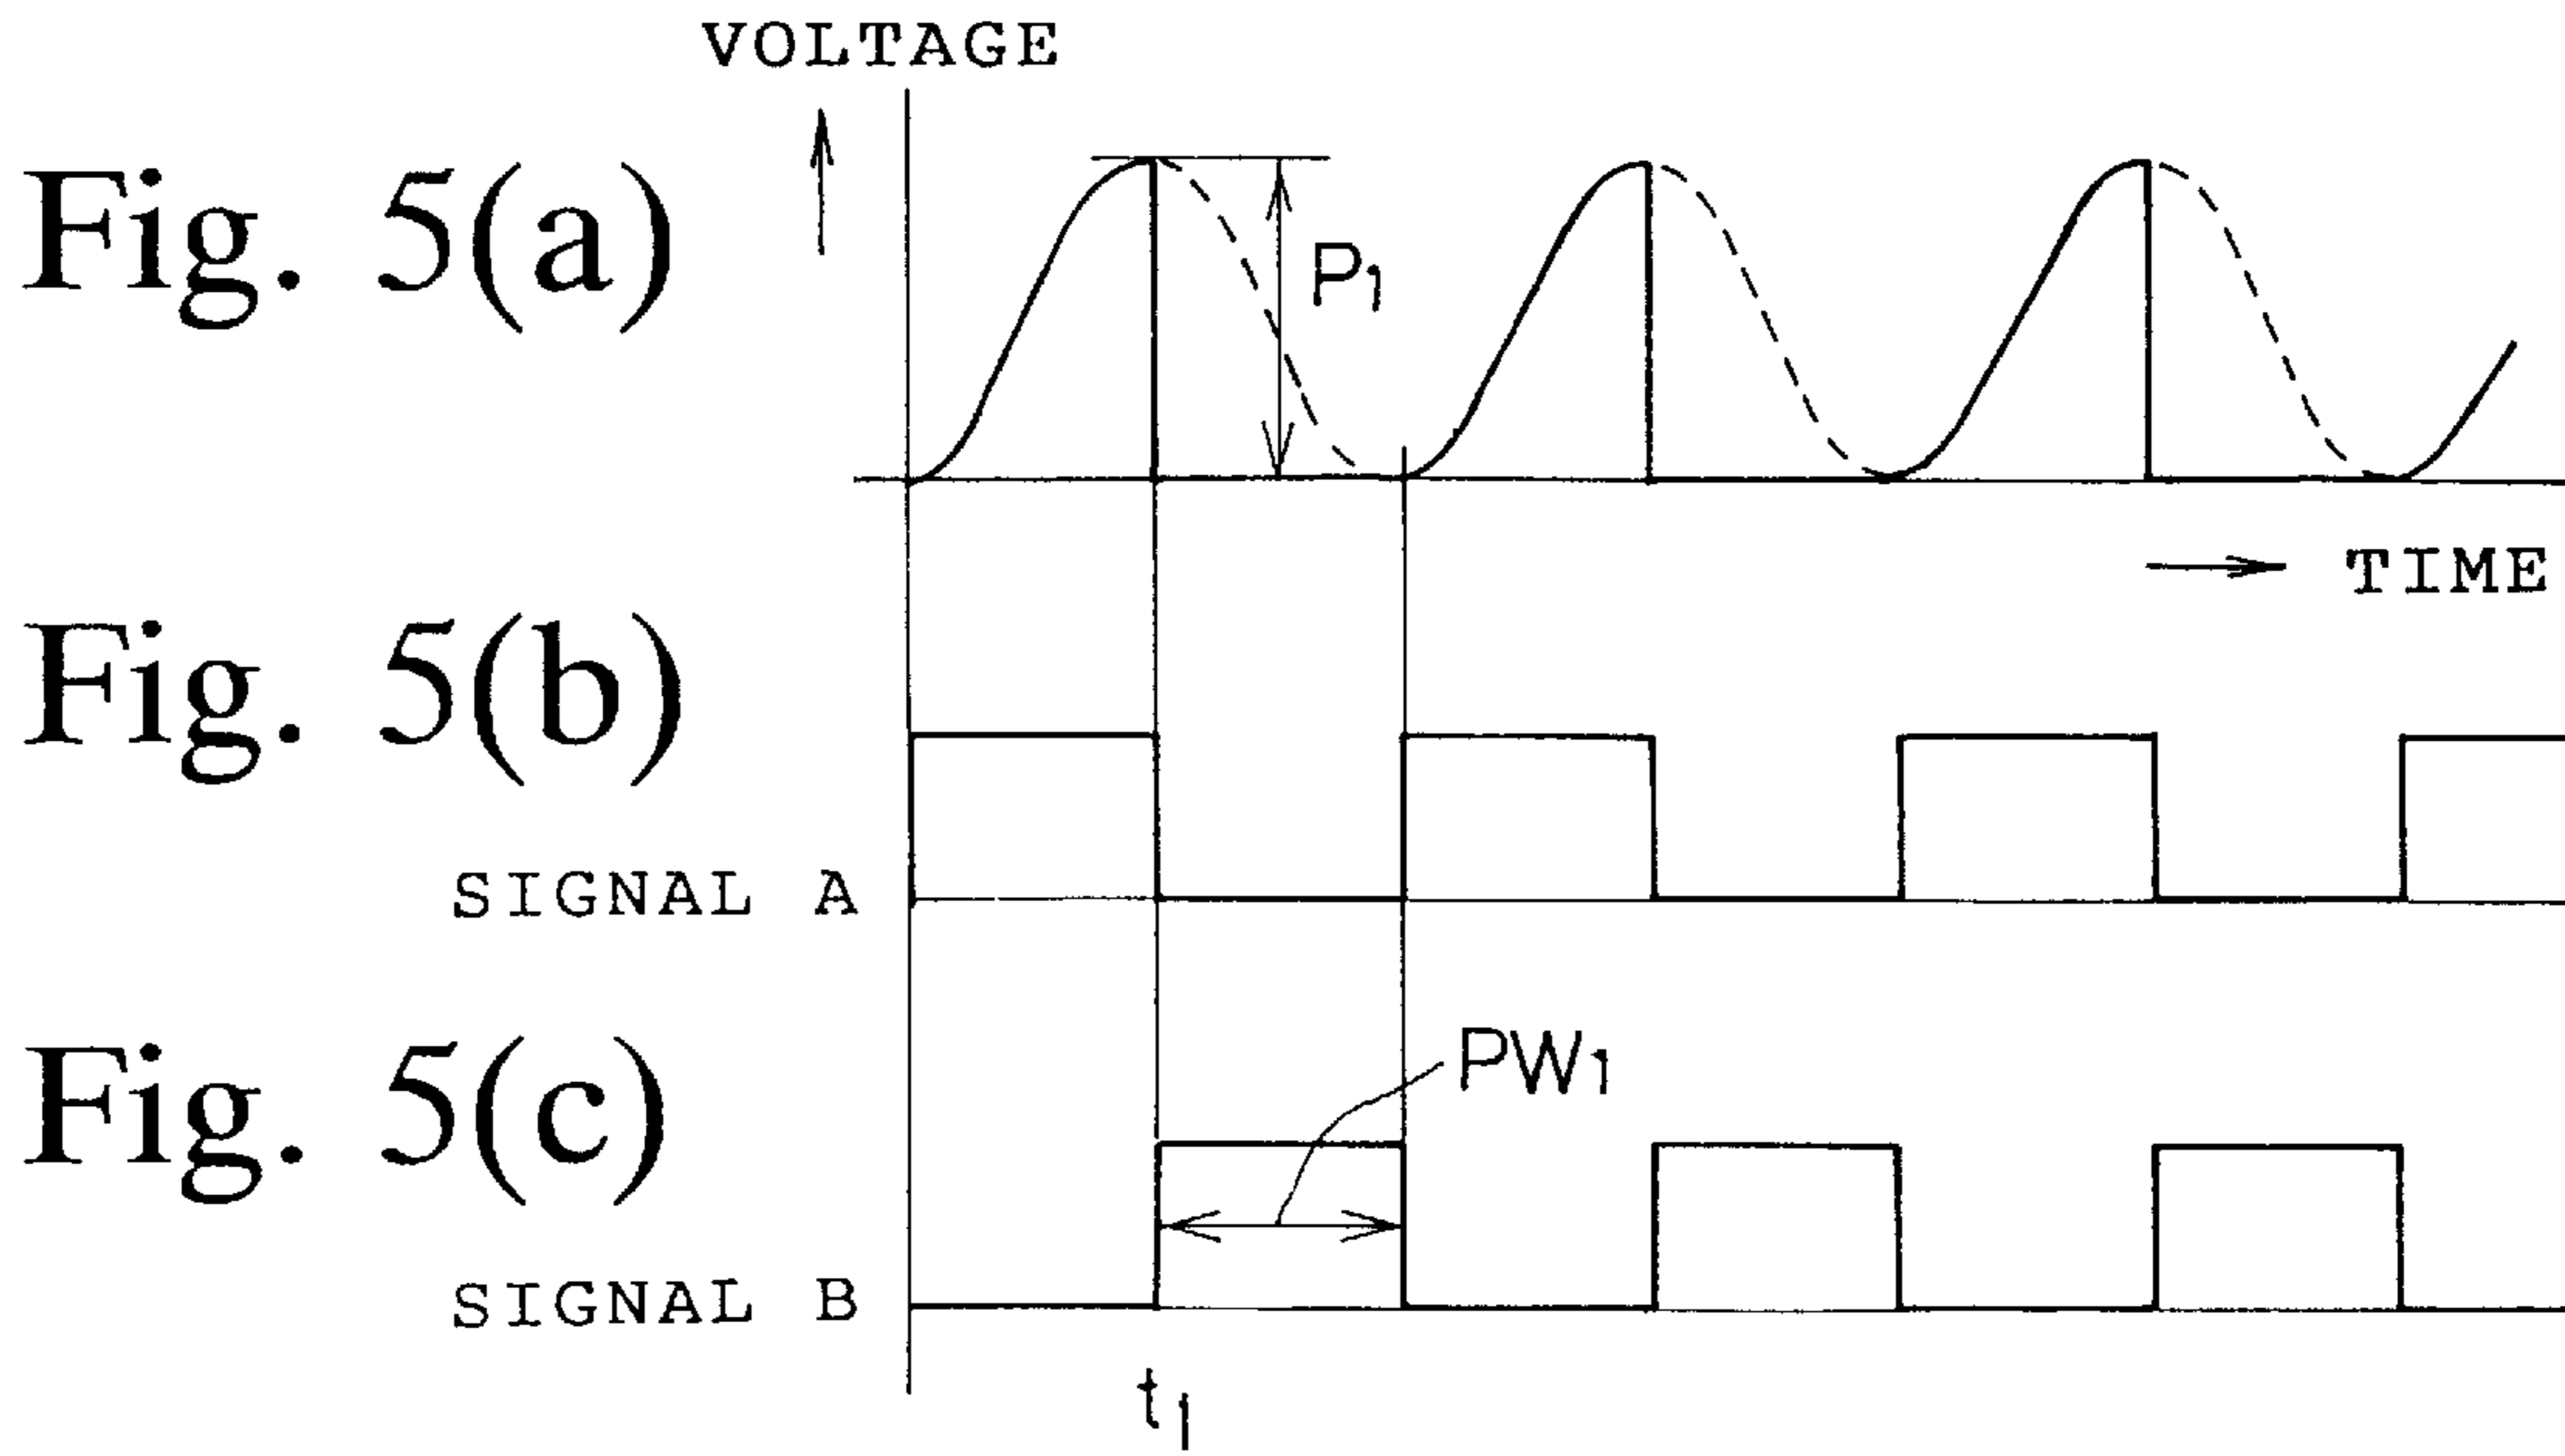 VOLTAGE
Fig. 5(a)
P₁
TIME
Fig. 5(b)
SIGNAL A
Fig. 5(c)
PW₁
SIGNAL B
t₁